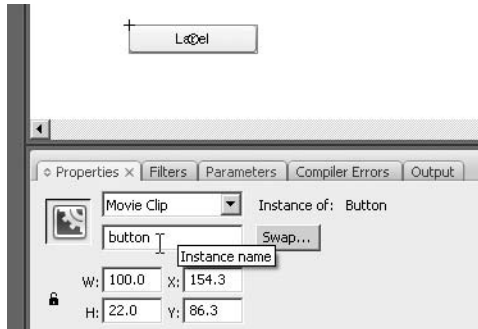 Label
Properties × Filters Parameters Compiler Errors Output
Movie Clip Instance of: Button
button Swap...
Instance name
W: 100.0 X: 154.3
H: 22.0 Y: 86.3